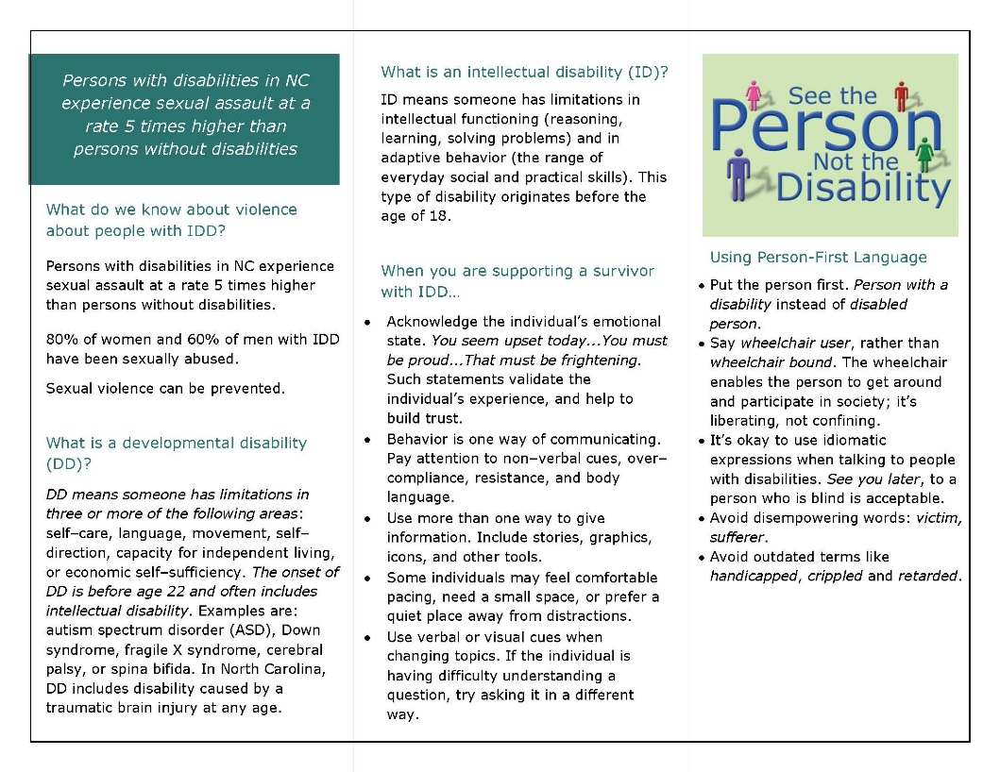 Persons with disabilities in NC
experience sexual assault at a
rate 5 times higher than
persons without disabilities
What do we know about violence
about people with IDD?
Persons with disabilities in NC experience
sexual assault at a rate 5 times higher
than persons without disabilities.
80% of women and 60% of men with IDD
have been sexually abused.
Sexual violence can be prevented.
What is a developmental disability
(DD)?
DD means someone has limitations in
three or more of the following areas:
self–care, language, movement, self–
direction, capacity for independent living,
or economic self–sufficiency. The onset of
DD is before age 22 and often includes
intellectual disability. Examples are:
autism spectrum disorder (ASD), Down
syndrome, fragile X syndrome, cerebral
palsy, or spina bifida. In North Carolina,
DD includes disability caused by a
traumatic brain injury at any age.
What is an intellectual disability (ID)?
ID means someone has limitations in
intellectual functioning (reasoning,
learning, solving problems) and in
adaptive behavior (the range of
everyday social and practical skills). This
type of disability originates before the
age of 18.
When you are supporting a survivor
with IDD…
• Acknowledge the individual’s emotional
state. You seem upset today...You must
be proud...That must be frightening.
Such statements validate the
individual’s experience, and help to
build trust.
• Behavior is one way of communicating.
Pay attention to non–verbal cues, over–
compliance, resistance, and body
language.
• Use more than one way to give
information. Include stories, graphics,
icons, and other tools.
• Some individuals may feel comfortable
pacing, need a small space, or prefer a
quiet place away from distractions.
• Use verbal or visual cues when
changing topics. If the individual is
having difficulty understanding a
question, try asking it in a different
way.
See the
Person
Not the
Disability
Using Person-First Language
• Put the person first. Person with a
disability instead of disabled
person.
• Say wheelchair user, rather than
wheelchair bound. The wheelchair
enables the person to get around
and participate in society; it’s
liberating, not confining.
• It’s okay to use idiomatic
expressions when talking to people
with disabilities. See you later, to a
person who is blind is acceptable.
• Avoid disempowering words: victim,
sufferer.
• Avoid outdated terms like
handicapped, crippled and retarded.